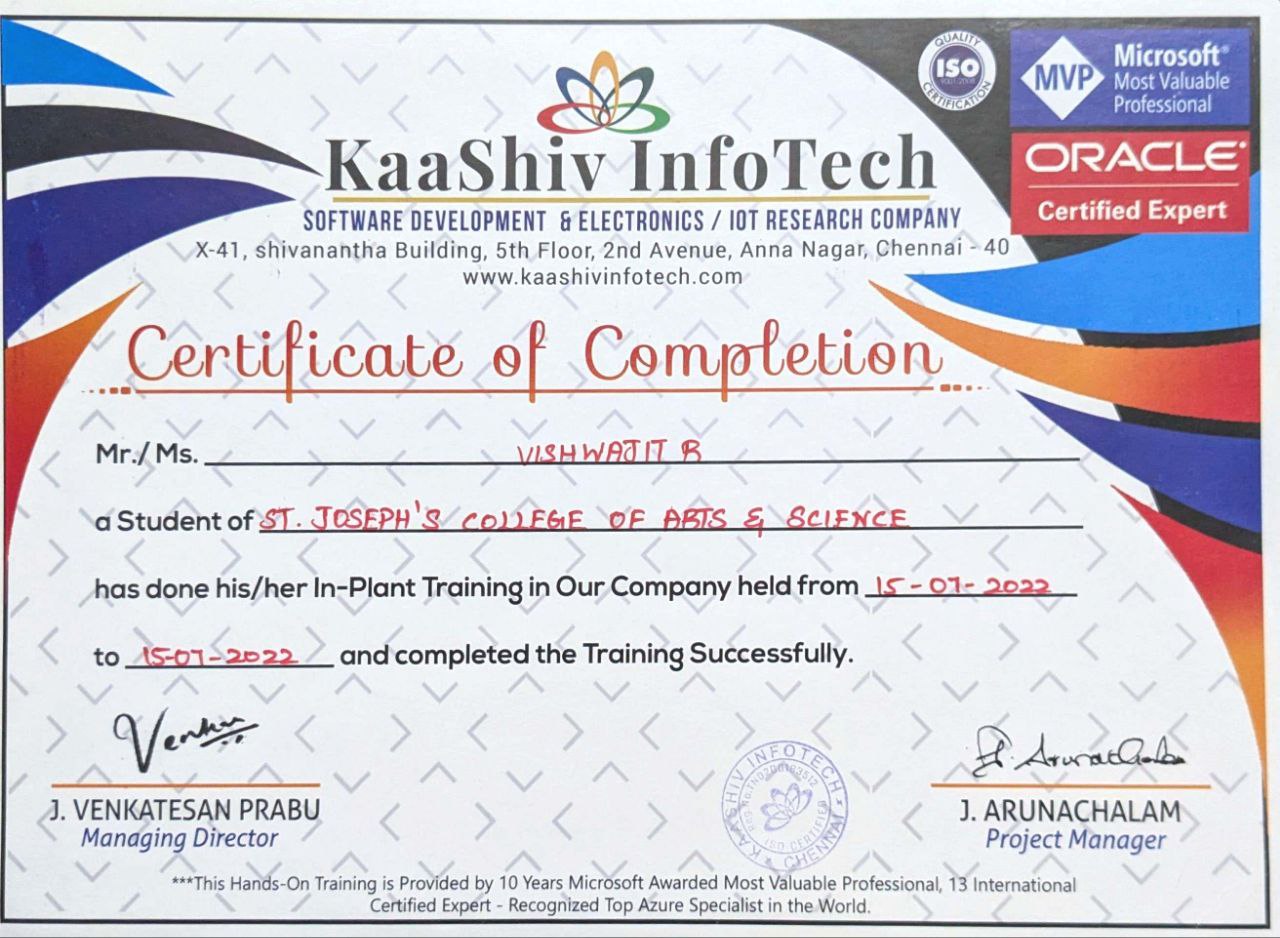 QUALITY
ISO
9001:2008
CERTIFICATION
MVP
Microsoft®
Most Valuable
Professional
ORACLE®
Certified Expert
KaaShiv InfoTech
SOFTWARE DEVELOPMENT & ELECTRONICS / IOT RESEARCH COMPANY
X-41, shivanantha Building, 5th Floor, 2nd Avenue, Anna Nagar, Chennai - 40
www.kaashivinfotech.com
Certificate of Completion
Mr./ Ms. VISHWAJIT R
a Student of ST. JOSEPH'S COLLEGE OF ARTS & SCIENCE
has done his/her In-Plant Training in Our Company held from 15-07-2022
to 15-07-2022 and completed the Training Successfully.
Venku
J. VENKATESAN PRABU
Managing Director
KAASHIV INFOTECH
ISO CERTIFIED
CHENNAI
J. Arunachalam
J. ARUNACHALAM
Project Manager
***This Hands-On Training is Provided by 10 Years Microsoft Awarded Most Valuable Professional, 13 International
Certified Expert - Recognized Top Azure Specialist in the World.